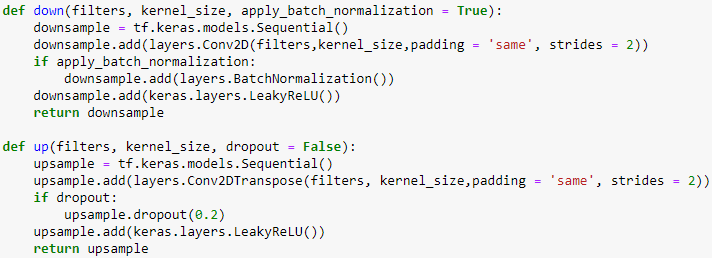 def down(filters, kernel_size, apply_batch_normalization = True):
    downsample = tf.keras.models.Sequential()
    downsample.add(layers.Conv2D(filters,kernel_size,padding = 'same', strides = 2))
    if apply_batch_normalization:
        downsample.add(layers.BatchNormalization())
    downsample.add(keras.layers.LeakyReLU())
    return downsample

def up(filters, kernel_size, dropout = False):
    upsample = tf.keras.models.Sequential()
    upsample.add(layers.Conv2DTranspose(filters, kernel_size,padding = 'same', strides = 2))
    if dropout:
        upsample.dropout(0.2)
    upsample.add(keras.layers.LeakyReLU())
    return upsample